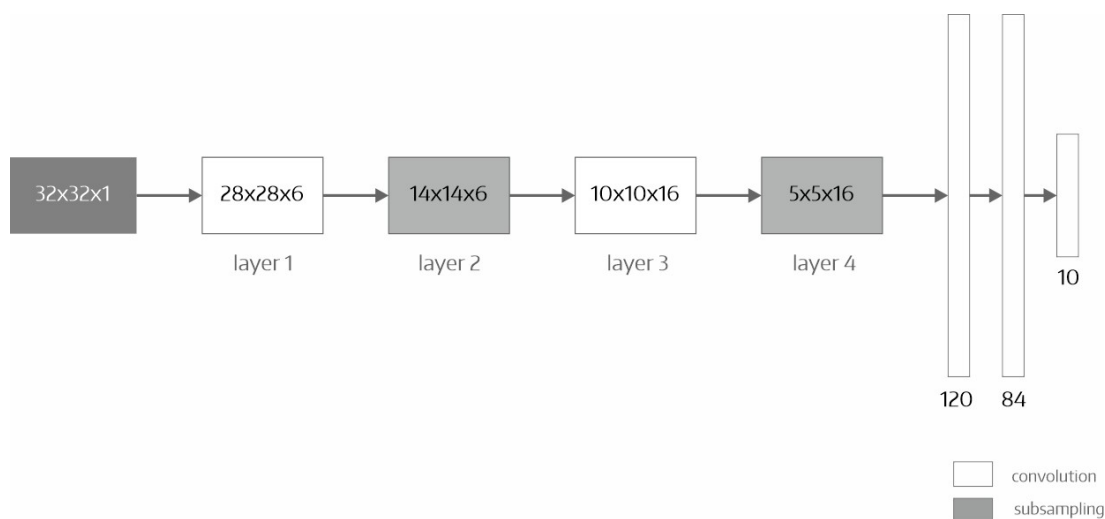 32x32x1
28x28x6
14x14x6
10x10x16
5x5x16
layer 1
layer 2
layer 3
layer 4
10
120
84
convolution
subsampling